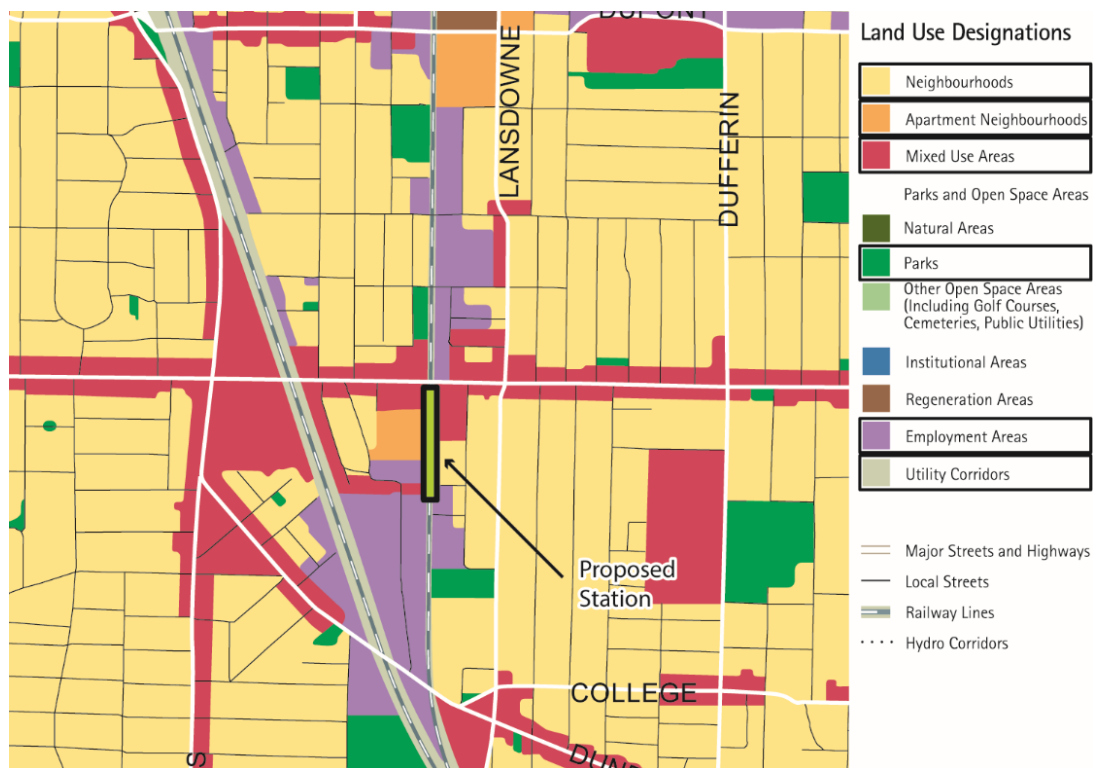 DUPONT
LANSDOWNE
DUFFERIN
Proposed
Station
COLLEGE
DUND
S
Land Use Designations
Neighbourhoods
Apartment Neighbourhoods
Mixed Use Areas
Parks and Open Space Areas
Natural Areas
Parks
Other Open Space Areas
(Including Golf Courses,
Cemeteries, Public Utilities)
Institutional Areas
Regeneration Areas
Employment Areas
Utility Corridors
Major Streets and Highways
Local Streets
Railway Lines
Hydro Corridors